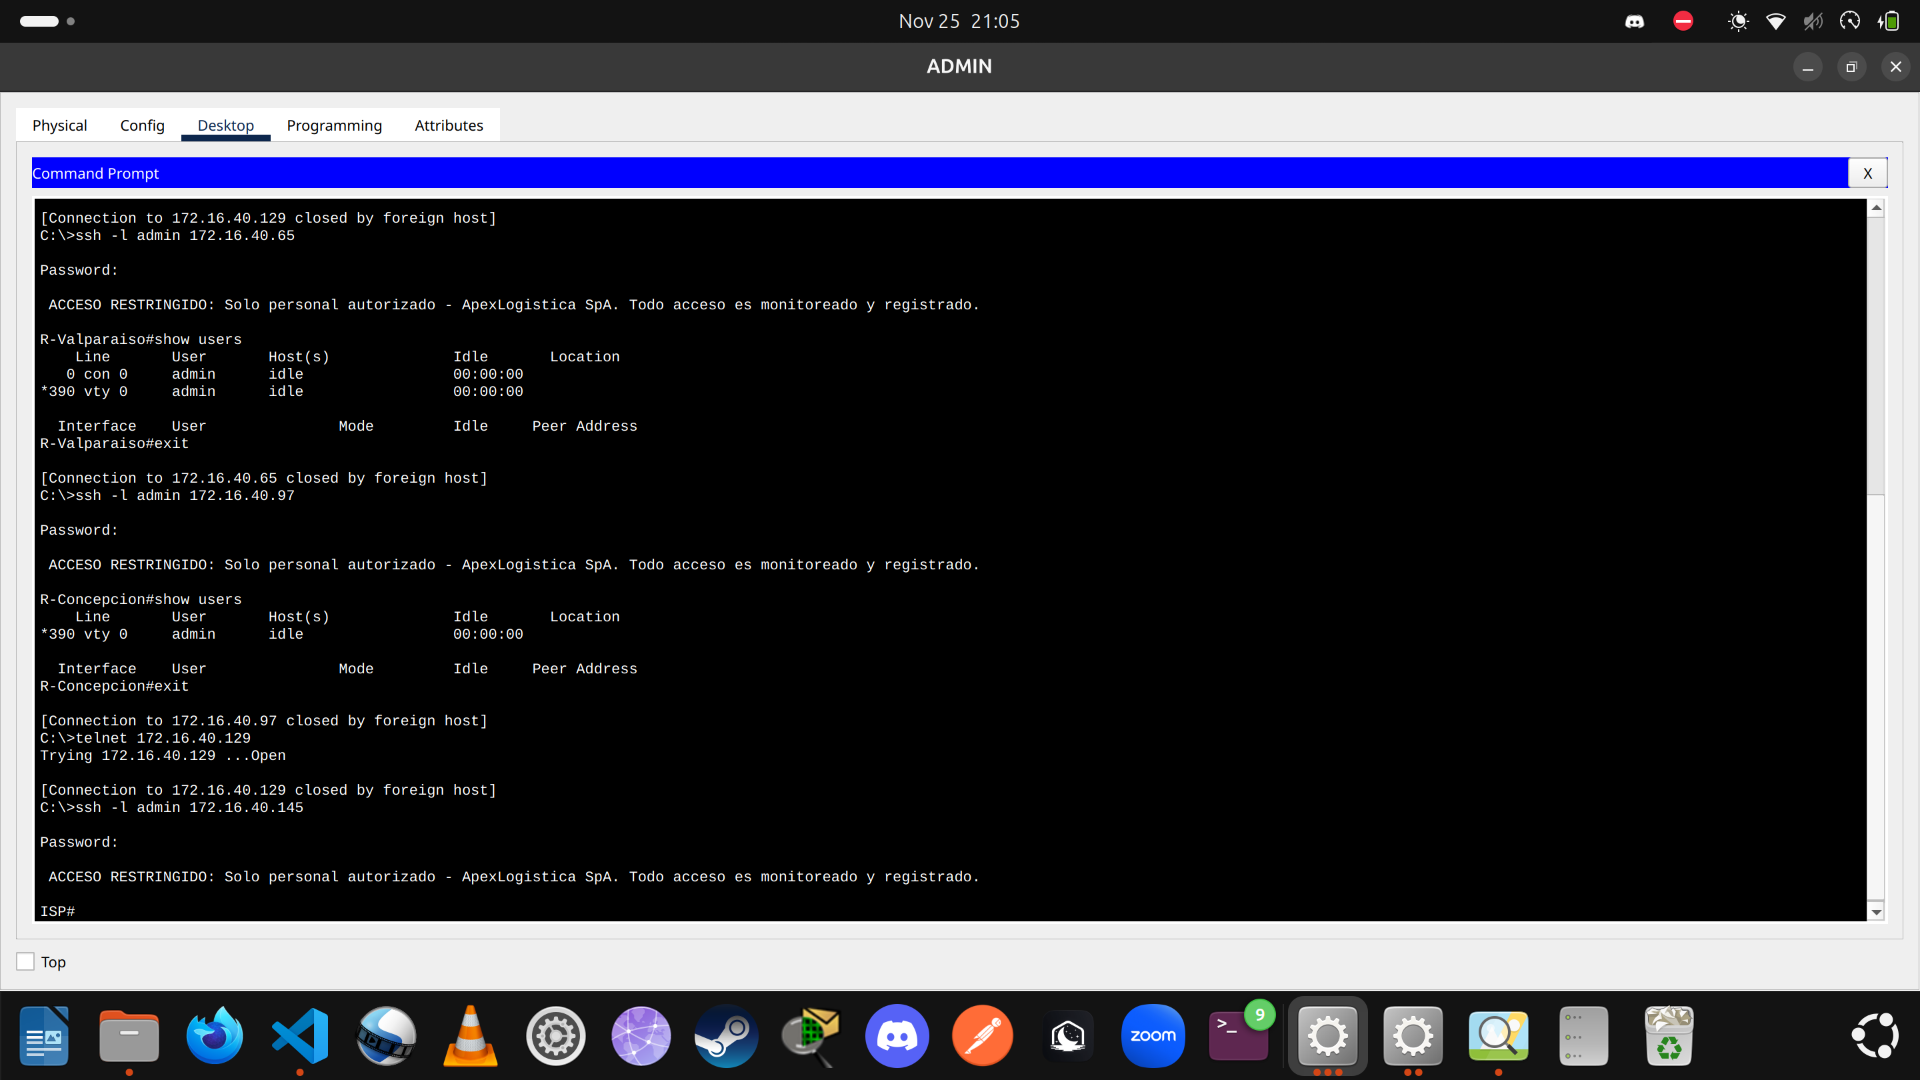 Nov 25 21:05
ADMIN
Physical Config Desktop Programming Attributes
Command Prompt X
[Connection to 172.16.40.129 closed by foreign host]
C:\>ssh -l admin 172.16.40.65
Password:
ACCESO RESTRINGIDO: Solo personal autorizado - ApexLogistica SpA. Todo acceso es monitoreado y registrado.
R-Valparaiso#show users
Line User Host(s) Idle Location
0 con 0 admin idle 00:00:00
*390 vty 0 admin idle 00:00:00
Interface User Mode Idle Peer Address
R-Valparaiso#exit
[Connection to 172.16.40.65 closed by foreign host]
C:\>ssh -l admin 172.16.40.97
Password:
ACCESO RESTRINGIDO: Solo personal autorizado - ApexLogistica SpA. Todo acceso es monitoreado y registrado.
R-Concepcion#show users
Line User Host(s) Idle Location
*390 vty 0 admin idle 00:00:00
Interface User Mode Idle Peer Address
R-Concepcion#exit
[Connection to 172.16.40.97 closed by foreign host]
C:\>telnet 172.16.40.129
Trying 172.16.40.129 ...Open
[Connection to 172.16.40.129 closed by foreign host]
C:\>ssh -l admin 172.16.40.145
Password:
ACCESO RESTRINGIDO: Solo personal autorizado - ApexLogistica SpA. Todo acceso es monitoreado y registrado.
ISP#
Top
zoom
>_ 9